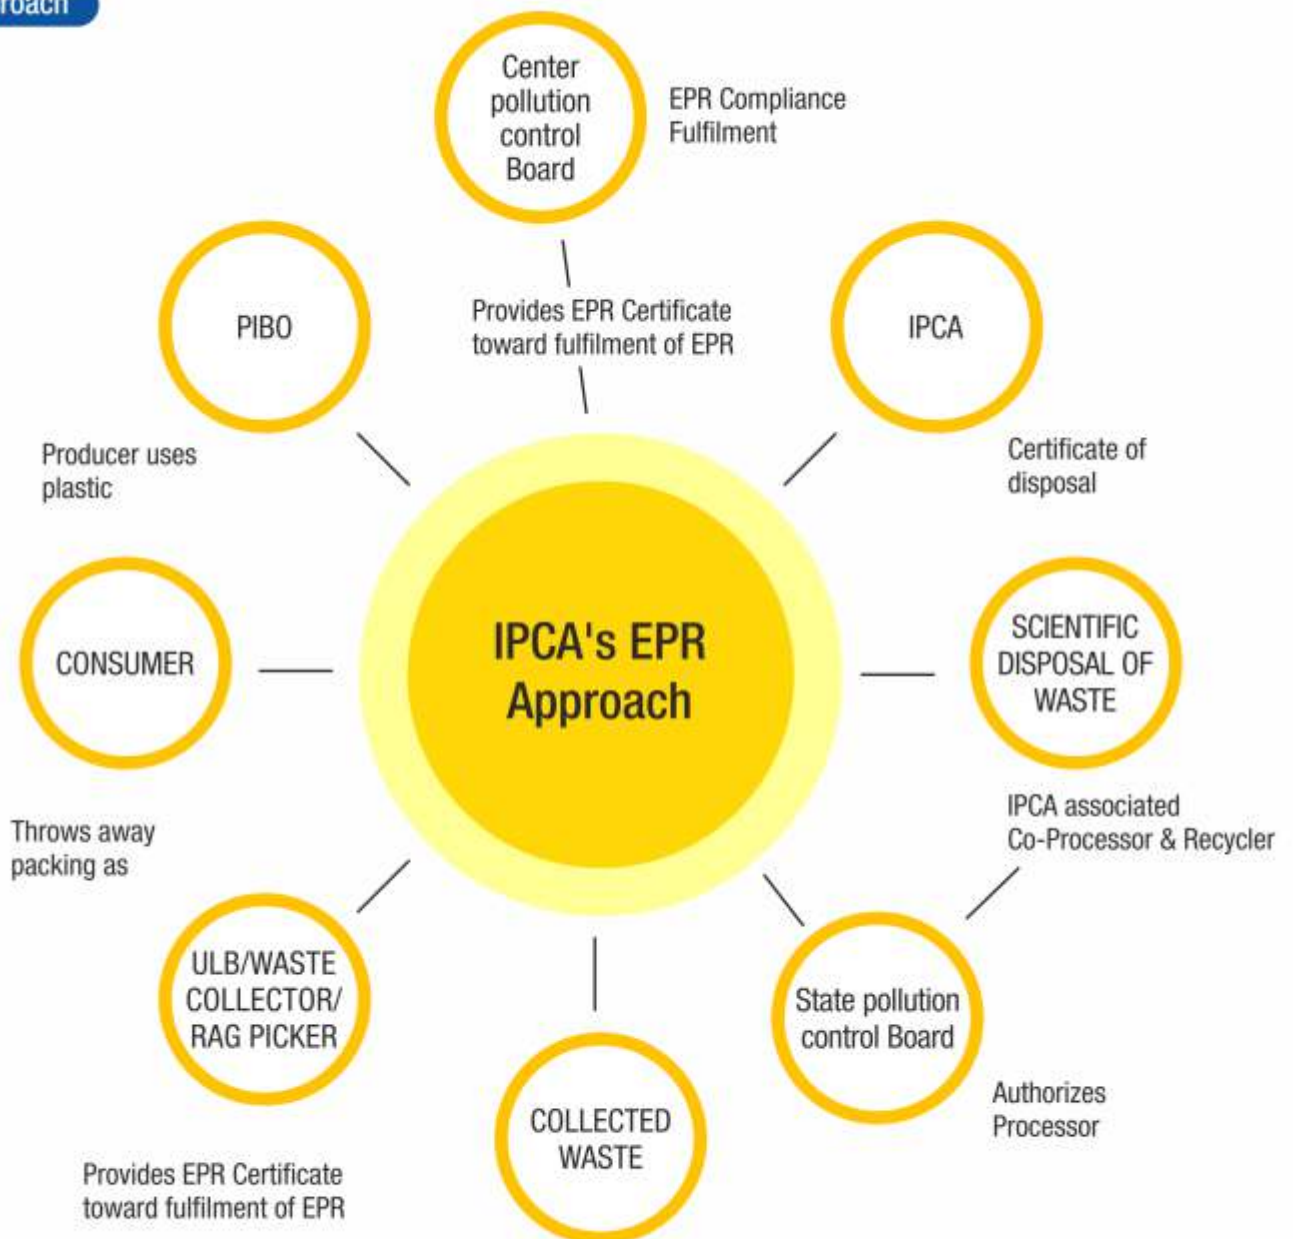 Center
pollution
control
Board
EPR Compliance
Fulfilment
PIBO
Provides EPR Certificate
toward fulfilment of EPR
IPCA
Producer uses
plastic
Certificate of
disposal
CONSUMER
IPCA's EPR
Approach
SCIENTIFIC
DISPOSAL OF
WASTE
Throws away
packing as
IPCA associated
Co-Processor & Recycler
ULB/WASTE
COLLECTOR/
RAG PICKER
State pollution
control Board
COLLECTED
WASTE
Authorizes
Processor
Provides EPR Certificate
toward fulfilment of EPR